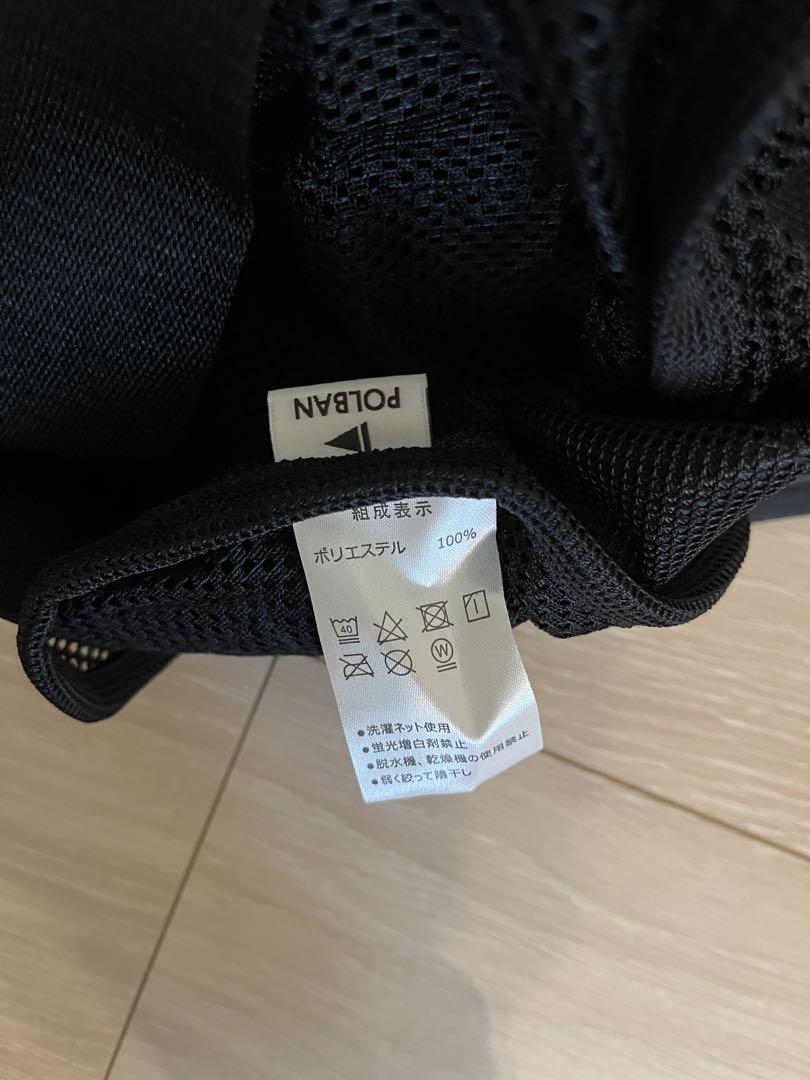 POLBAN
組成表示
ポリエステル 100%
40
W
●洗濯ネット使用
●蛍光増白剤禁止
●脱水機、乾燥機の使用禁止
●弱く絞って陰干し